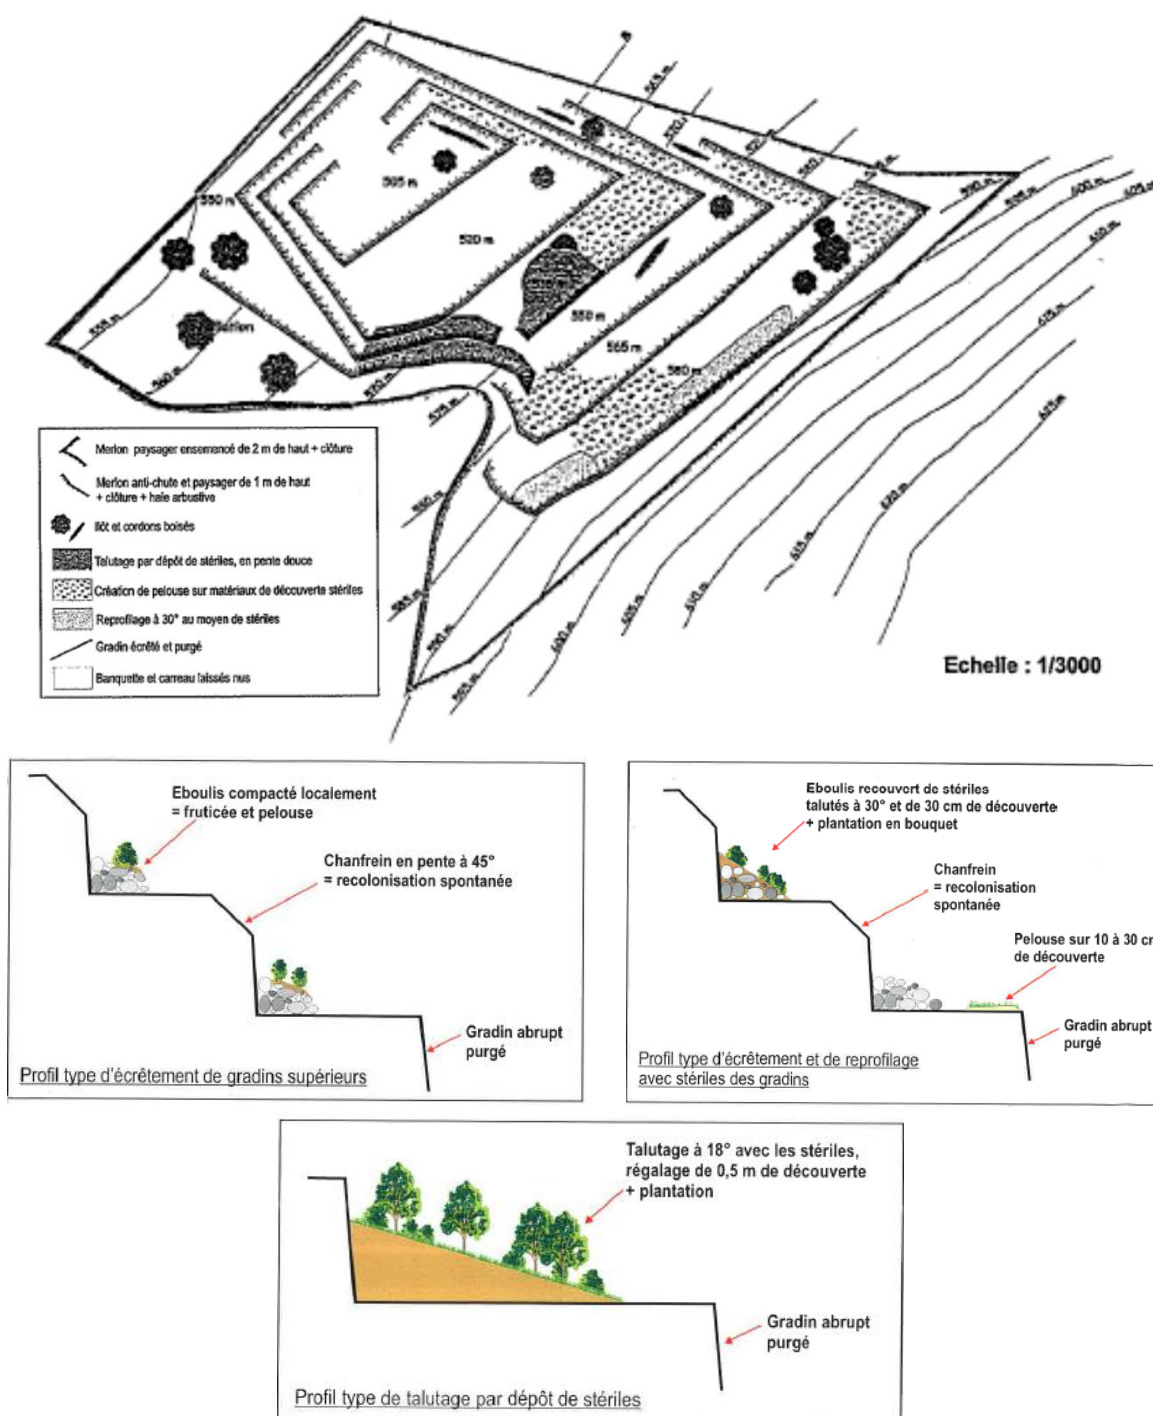 565 m
550 m
505 m
520 m
550 m
565 m
580 m
600 m
605 m
610 m
615 m
625m
620 m
615 m
610 m
605 m
600 m
555 m
560 m
570 m
575 m
Merlon paysager ensemencé de 2 m de haut + clôture
Merlon anti-chute et paysager de 1 m de haut
+ clôture + haie arbustive
Ilôt et cordons boisés
Talutage par dépôt de stériles, en pente douce
Création de pelouse sur matériaux de découverte stériles
Reprofilage à 30° au moyen de stériles
Gradin écrêté et purgé
Banquette et carreau laissés nus
585 m
590 m
595 m
Echelle : 1/3000
Eboulis compacté localement
= fruticée et pelouse
Chanfrein en pente à 45°
= recolonisation spontanée
Gradin abrupt
purgé
Profil type d'écrêtement de gradins supérieurs
Eboulis recouvert de stériles
talutés à 30° et de 30 cm de découverte
+ plantation en bouquet
Chanfrein
= recolonisation
spontanée
Pelouse sur 10 à 30 cm
de découverte
Gradin abrupt
purgé
Profil type d'écrêtement et de reprofilage
avec stériles des gradins
Talutage à 18° avec les stériles,
régalage de 0,5 m de découverte
+ plantation
Gradin abrupt
purgé
Profil type de talutage par dépôt de stériles